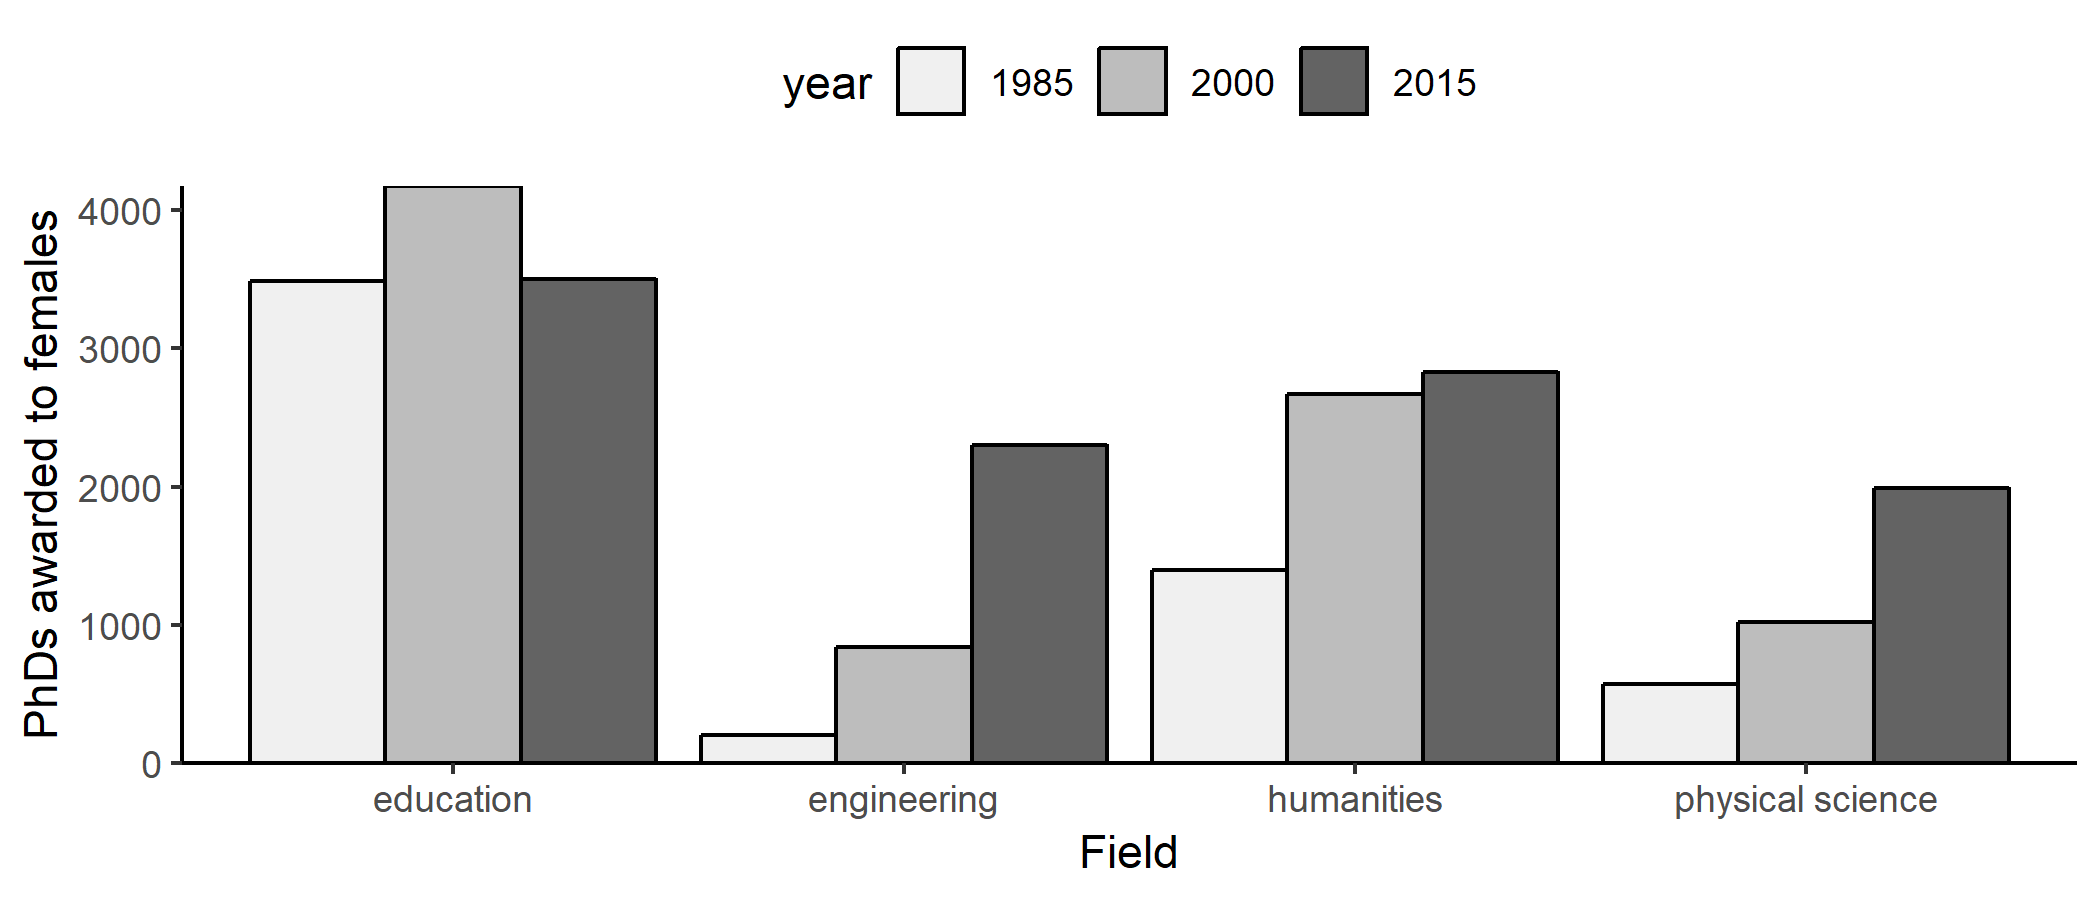 year 1985 2000 2015
PhDs awarded to females
4000
3000
2000
1000
0
education engineering humanities physical science
Field